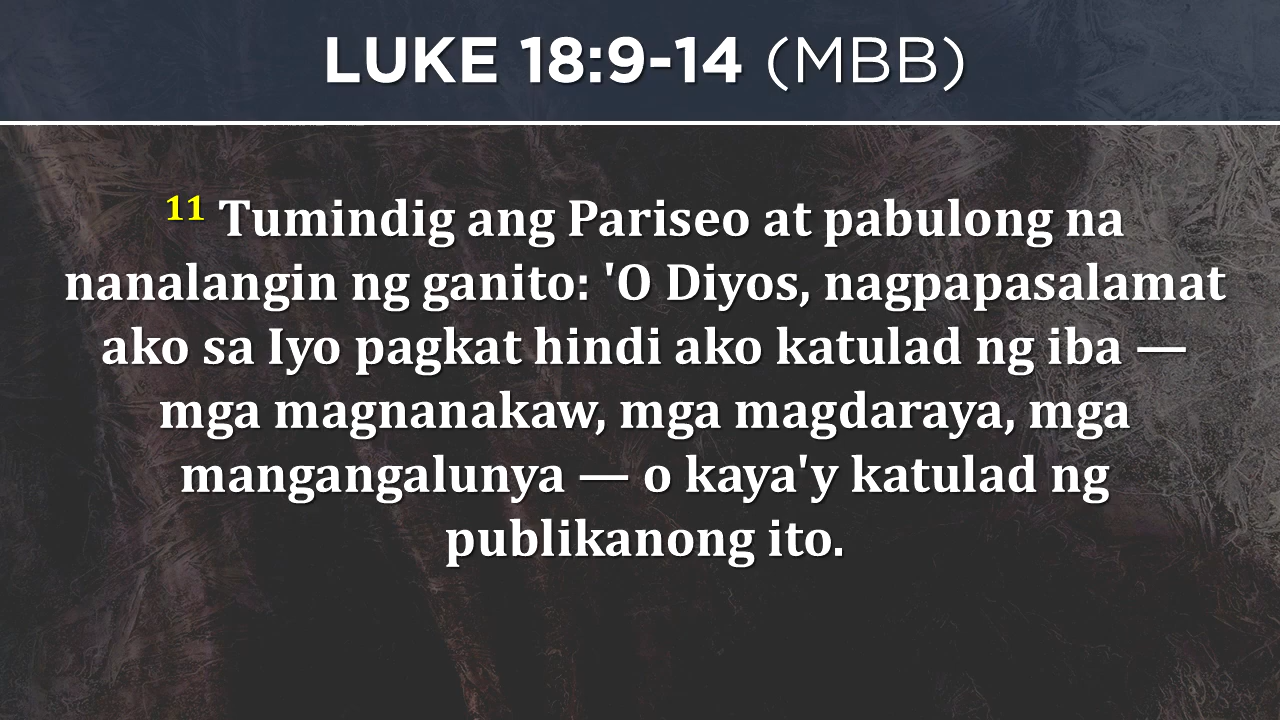 LUKE 18:9-14 (MBB)
11 Tumindig ang Pariseo at pabulong na
nanalangin ng ganito: 'O Diyos, nagpapasalamat
ako sa Iyo pagkat hindi ako katulad ng iba —
mga magnanakaw, mga magdaraya, mga
mangangalunya — o kaya'y katulad ng
publikanong ito.